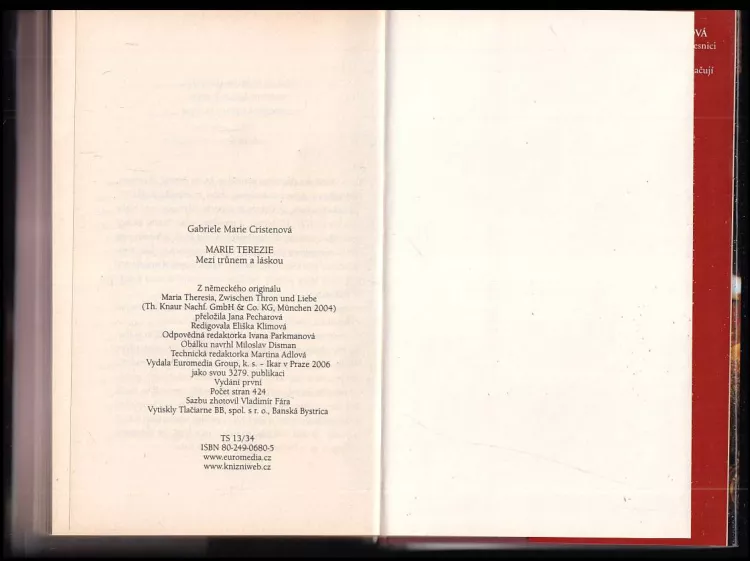 Gabriele Marie Cristenová
MARIE TEREZIE
Mezi trůnem a láskou
Z německého originálu
Maria Theresia, Zwischen Thron und Liebe
(Th. Knaur Nachf. GmbH & Co. KG, München 2004)
přeložila Jana Pecharová
Redigovala Eliška Klimová
Odpovědná redaktorka Ivana Parkmanová
Obálku navrhl Miloslav Disman
Technická redaktorka Martina Adlová
Vydala Euromedia Group, k. s. – Ikar v Praze 2006
jako svou 3279. publikaci
Vydání první
Počet stran 424
Sazbu zhotovil Vladimír Fára
Vytiskly Tlačiarne BB, spol. s r. o., Banská Bystrica
TS 13/34
ISBN 80-249-0680-5
www.euromedia.cz
www.knizniweb.cz
OVÁ
esnici
ačují